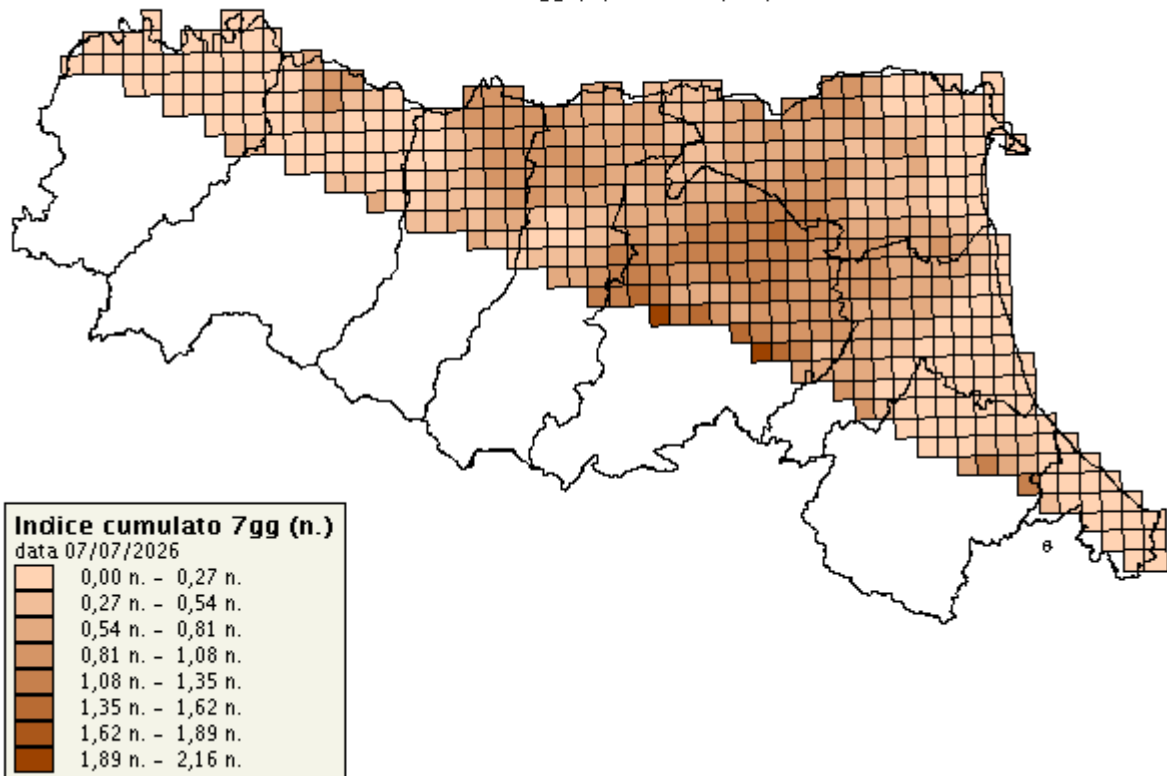 Indice cumulato 7gg (n.)
data 07/07/2026
0,00 n. - 0,27 n.
0,27 n. - 0,54 n.
0,54 n. - 0,81 n.
0,81 n. - 1,08 n.
1,08 n. - 1,35 n.
1,35 n. - 1,62 n.
1,62 n. - 1,89 n.
1,89 n. - 2,16 n.